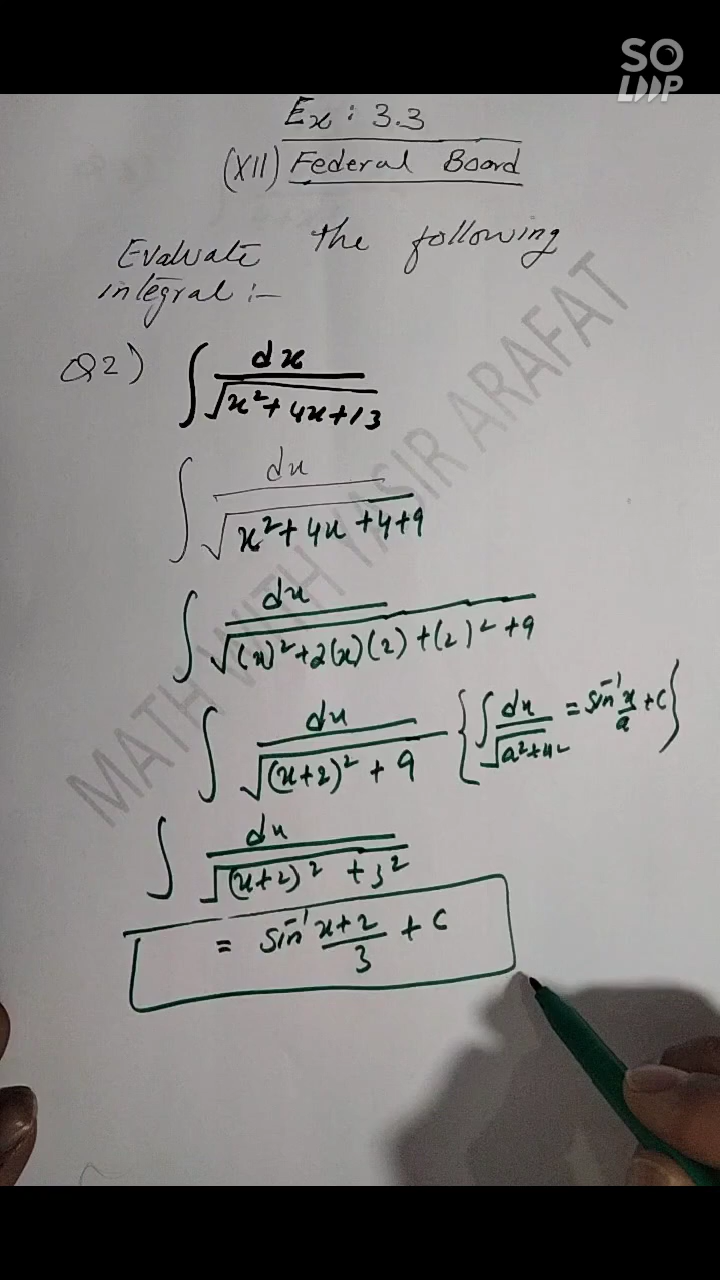 SO
LOOP
Ex: 3.3
(XII) Federal Board
Evaluate the following
integral :-
Q2) ∫ dx / √x²+4x+13
∫ dx / √x²+4x+4+9
∫ dx / √(x)²+2(x)(2)+(2)²+9
∫ dx / √(x+2)²+9 { ∫ dx / √a²+x² = sin⁻¹ x/a + c }
∫ dx / √(x+2)²+3²
= sin⁻¹ x+2/3 + c
MATH WITH YASIR ARAFAT